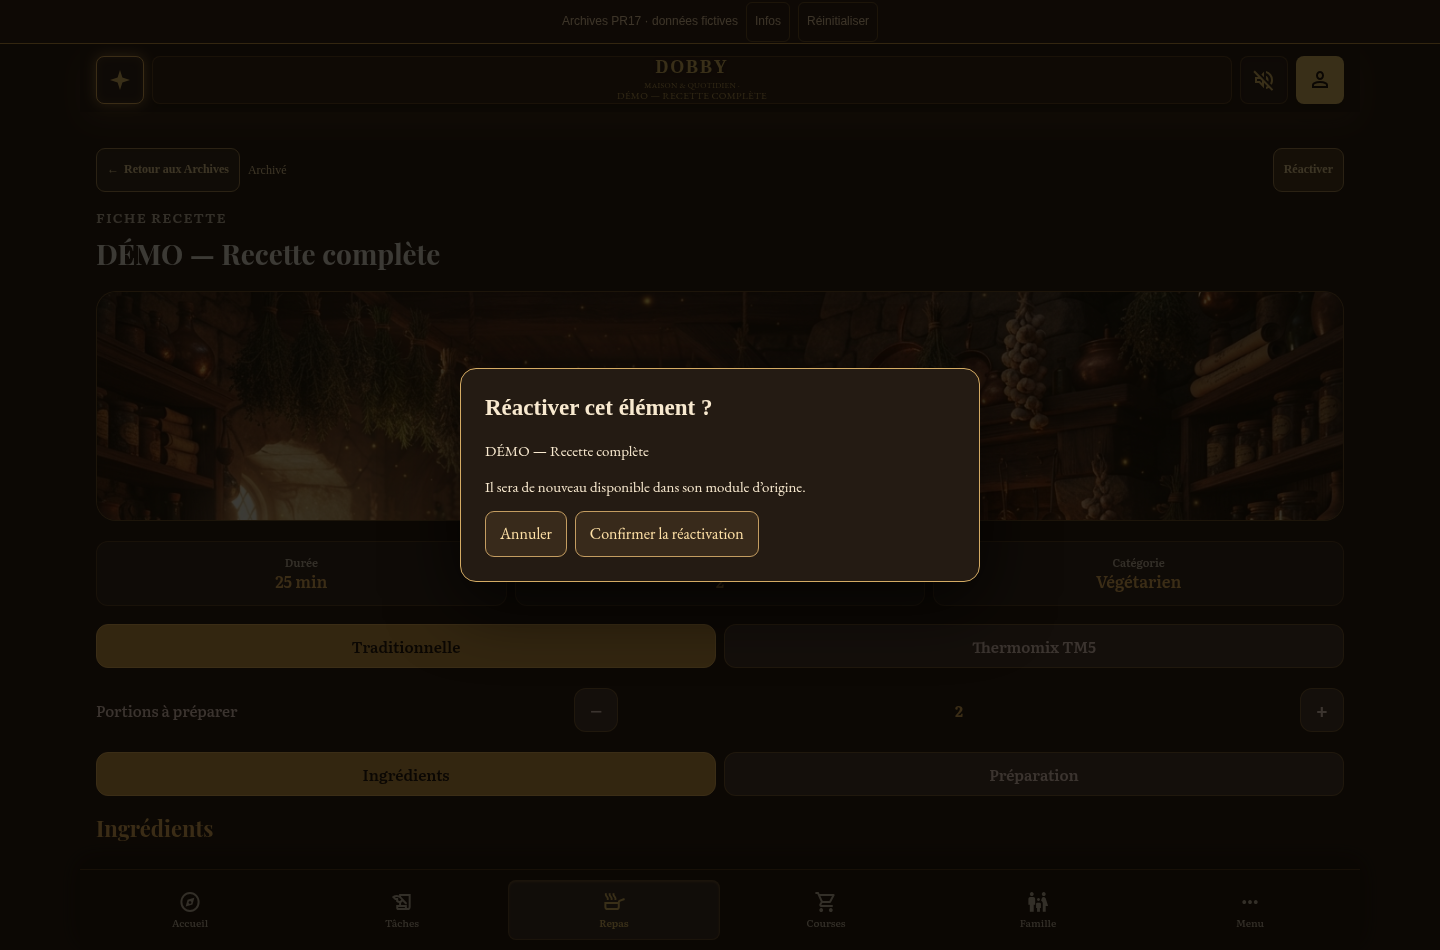 Archives PR17 · données fictives Infos Réinitialiser
DOBBY
MAISON & QUOTIDIEN
DÉMO — RECETTE COMPLÈTE
← Retour aux Archives Archivé Réactiver
FICHE RECETTE
DÉMO — Recette complète
Réactiver cet élément ?
DÉMO — Recette complète
Il sera de nouveau disponible dans son module d’origine.
Annuler Confirmer la réactivation
Durée Catégorie
25 min 2 Végétarien
Traditionnelle Thermomix TM5
Portions à préparer − 2 +
Ingrédients Préparation
Ingrédients
Accueil Tâches Repas Courses Famille Menu